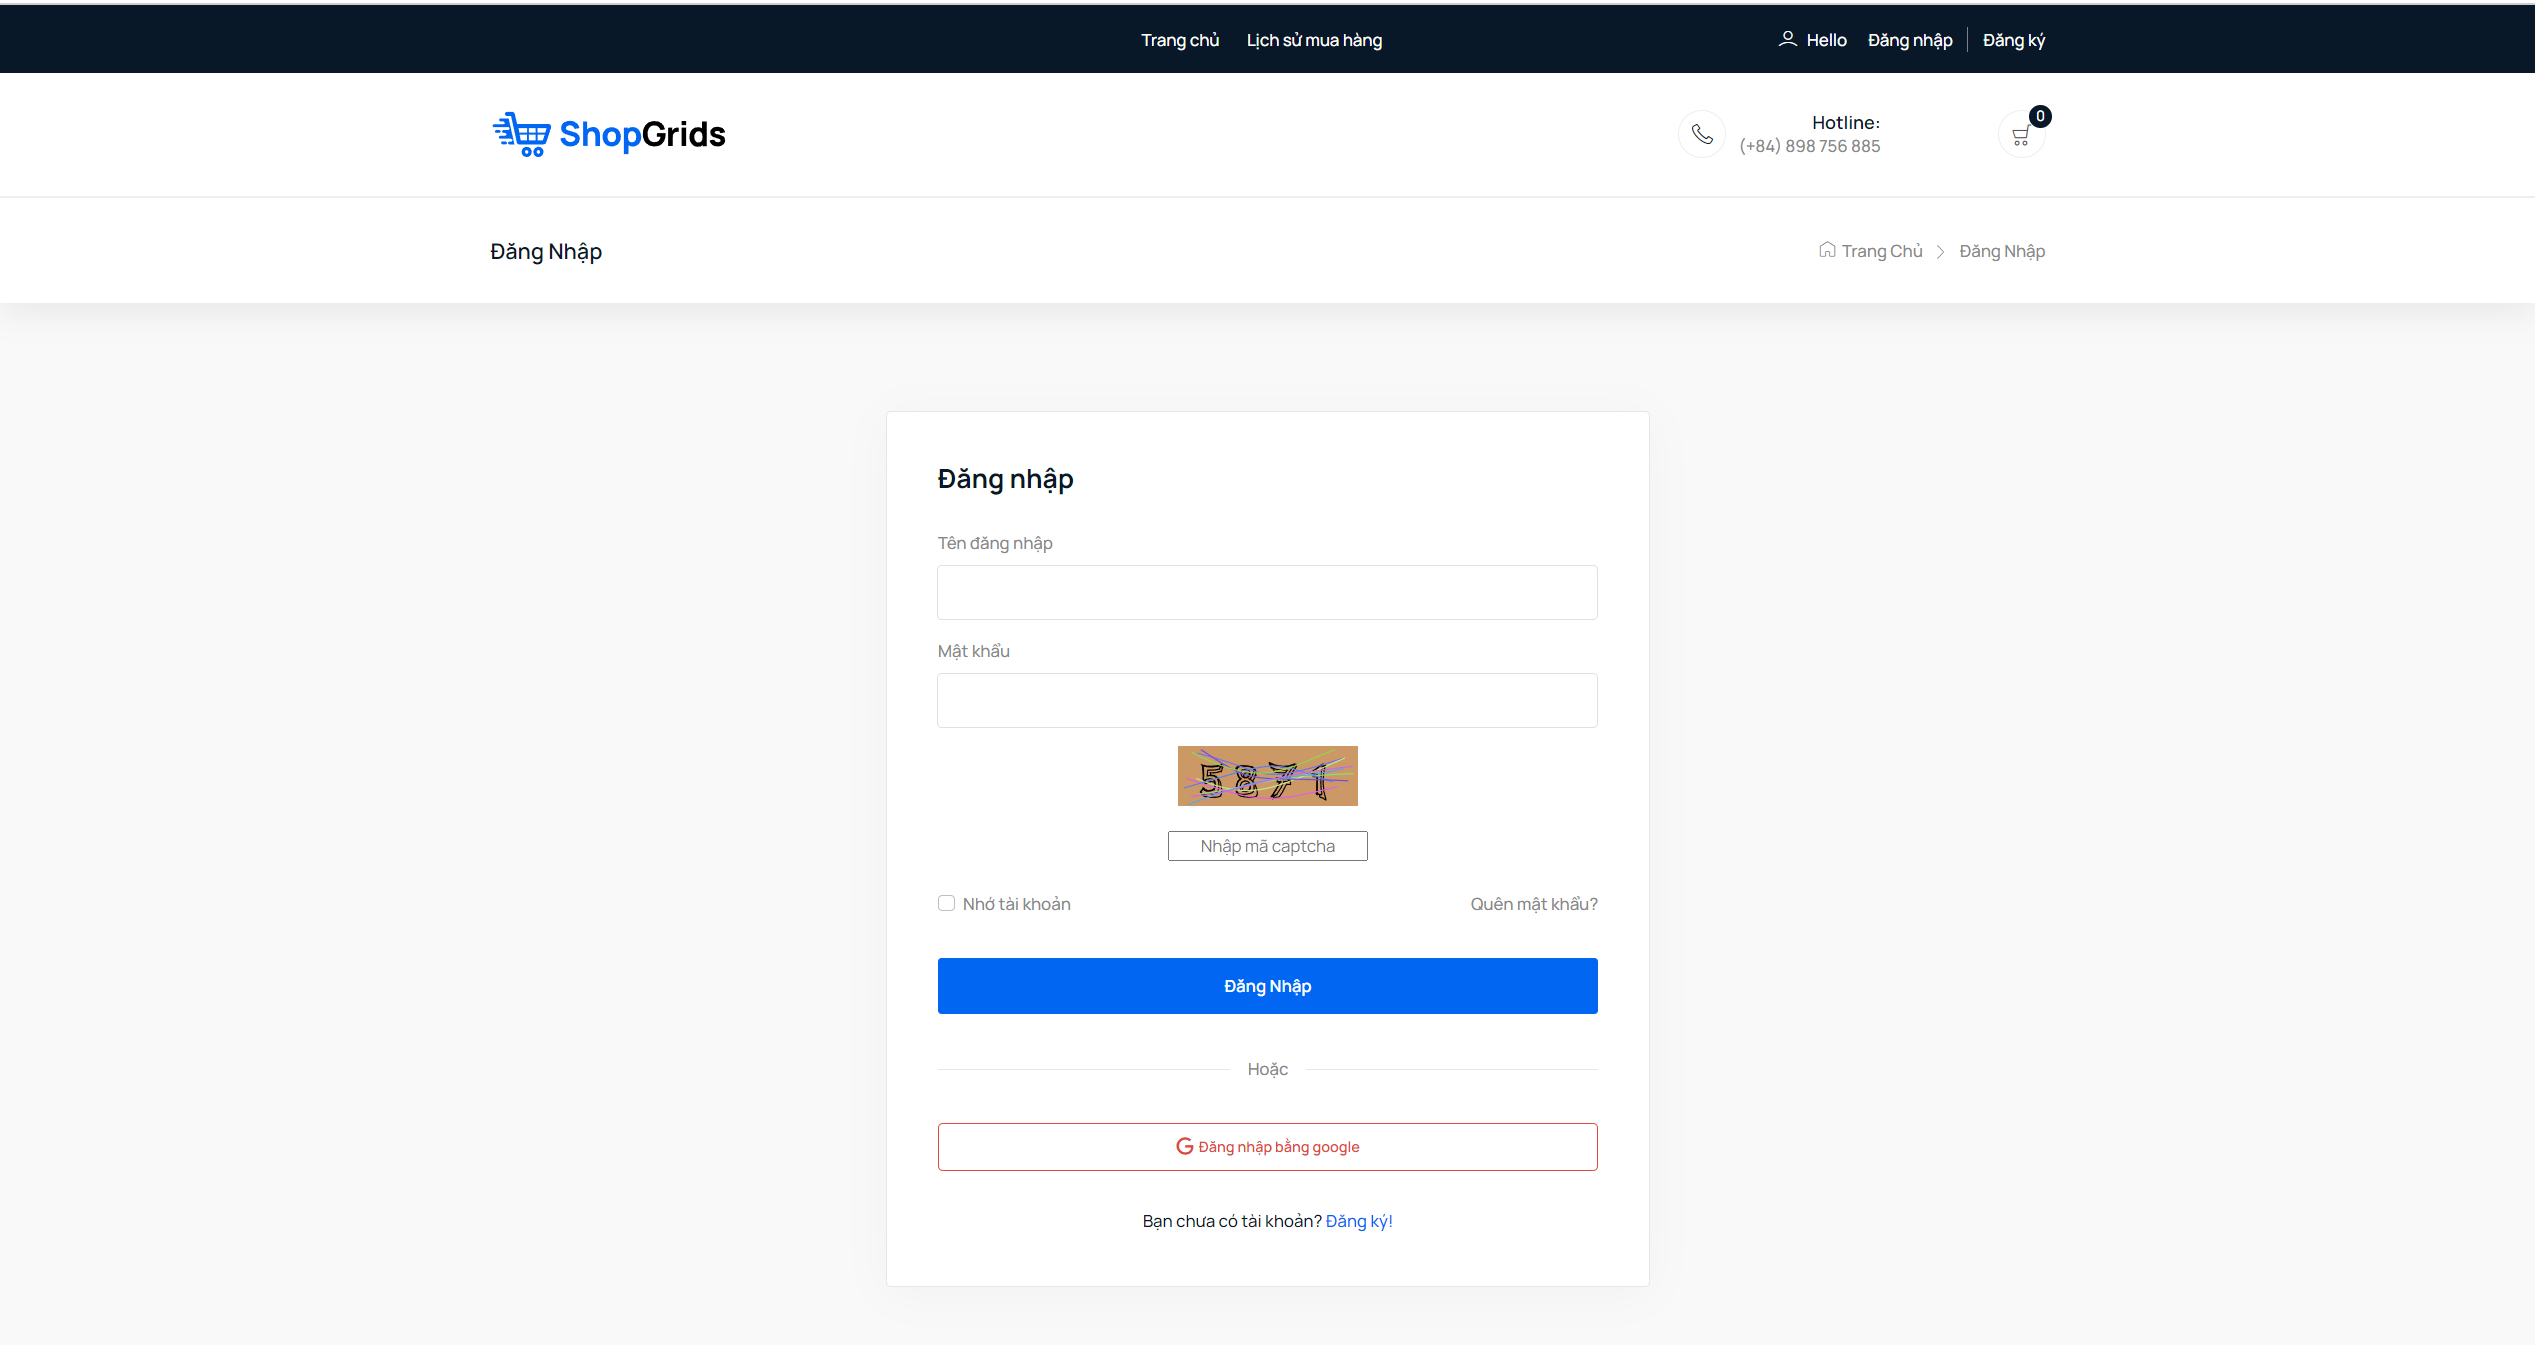 Trang chủ Lịch sử mua hàng Hello Đăng nhập Đăng ký
ShopGrids
Hotline:
(+84) 898 756 885
0
Đăng Nhập
Trang Chủ Đăng Nhập
Đăng nhập
Tên đăng nhập
Mật khẩu
5871
Nhập mã captcha
Nhớ tài khoản Quên mật khẩu?
Đăng Nhập
Hoặc
Đăng nhập bằng google
Bạn chưa có tài khoản? Đăng ký!